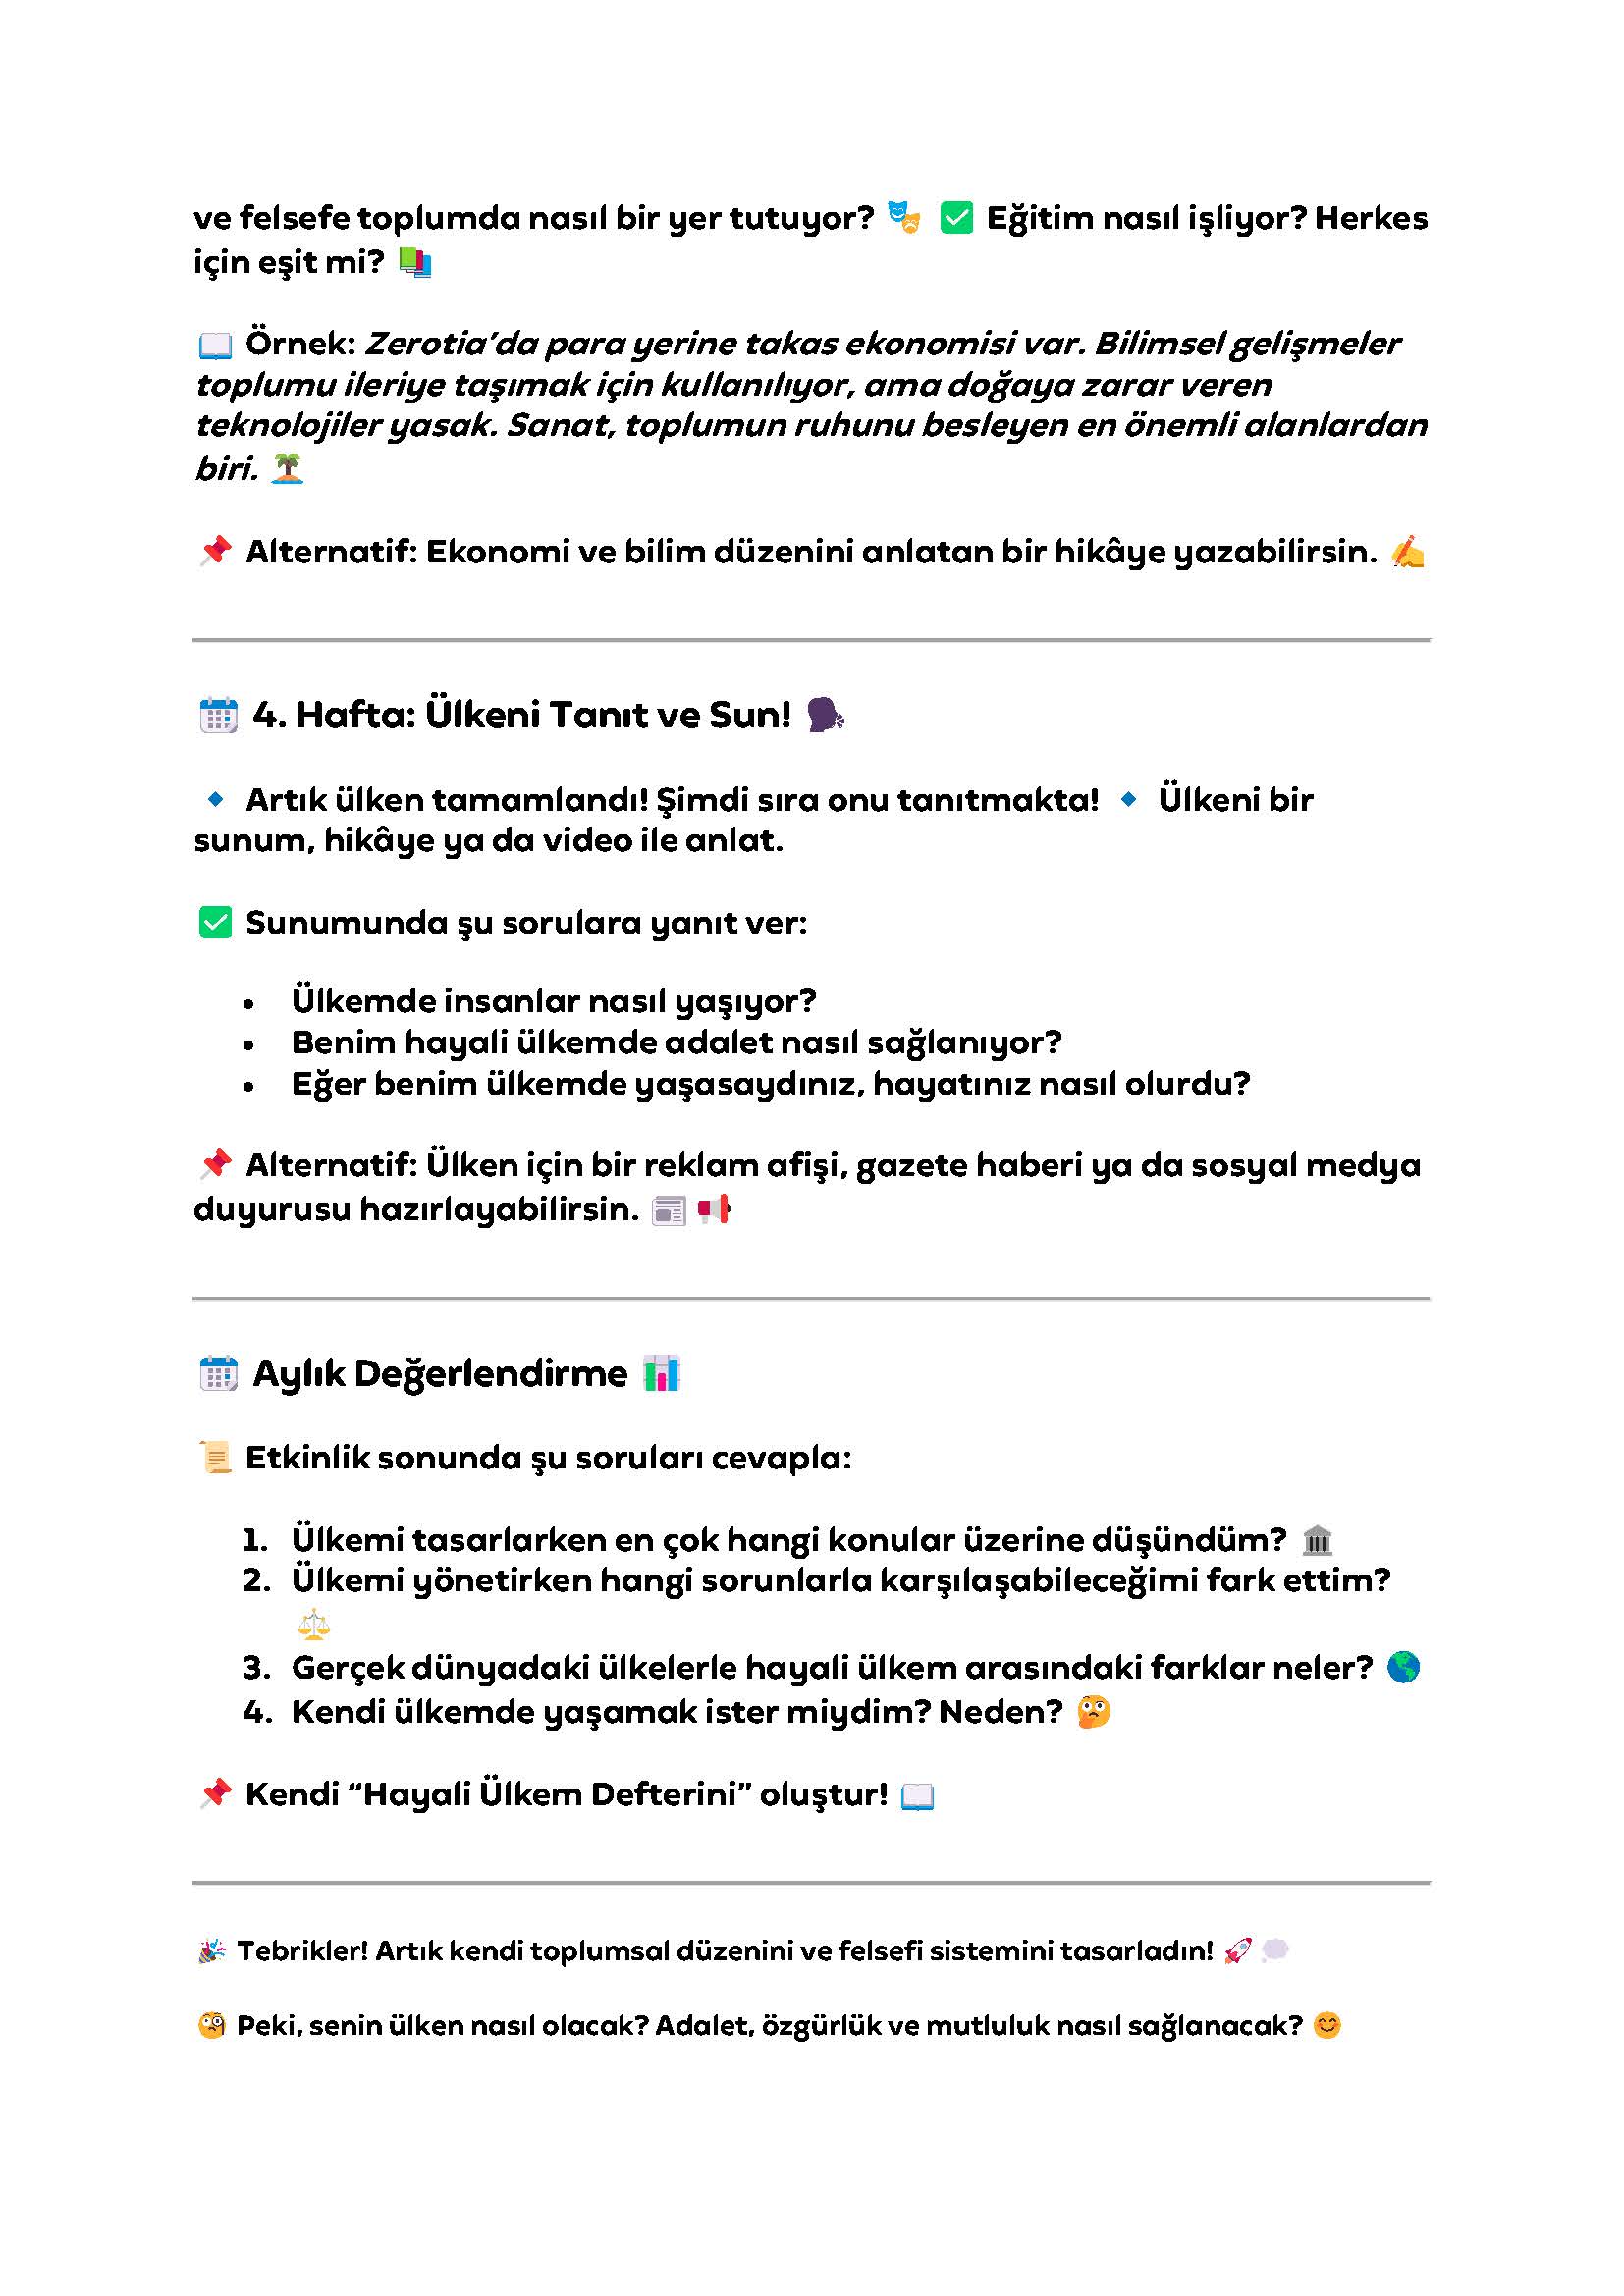 ve felsefe toplumda nasıl bir yer tutuyor? 🎭 ✅ Eğitim nasıl işliyor? Herkes
için eşit mi? 📚
📖 Örnek: Zerotia’da para yerine takas ekonomisi var. Bilimsel gelişmeler
toplumu ileriye taşımak için kullanılıyor, ama doğaya zarar veren
teknolojiler yasak. Sanat, toplumun ruhunu besleyen en önemli alanlardan
biri. 🏝️
📌 Alternatif: Ekonomi ve bilim düzenini anlatan bir hikâye yazabilirsin. ✍️
📅 4. Hafta: Ülkeni Tanıt ve Sun! 🗣️
🔹 Artık ülken tamamlandı! Şimdi sıra onu tanıtmakta! 🔹 Ülkeni bir
sunum, hikâye ya da video ile anlat.
✅ Sunumunda şu sorulara yanıt ver:
• Ülkemde insanlar nasıl yaşıyor?
• Benim hayali ülkemde adalet nasıl sağlanıyor?
• Eğer benim ülkemde yaşasaydınız, hayatınız nasıl olurdu?
📌 Alternatif: Ülken için bir reklam afişi, gazete haberi ya da sosyal medya
duyurusu hazırlayabilirsin. 📰📢
📅 Aylık Değerlendirme 📊
📜 Etkinlik sonunda şu soruları cevapla:
1. Ülkemi tasarlarken en çok hangi konular üzerine düşündüm? 🏛️
2. Ülkemi yönetirken hangi sorunlarla karşılaşabileceğimi fark ettim?
⚖️
3. Gerçek dünyadaki ülkelerle hayali ülkem arasındaki farklar neler? 🌎
4. Kendi ülkemde yaşamak ister miydim? Neden? 🤔
📌 Kendi “Hayali Ülkem Defterini” oluştur! 📖
🎉 Tebrikler! Artık kendi toplumsal düzenini ve felsefi sistemini tasarladın! 🚀💭
🧐 Peki, senin ülken nasıl olacak? Adalet, özgürlük ve mutluluk nasıl sağlanacak? 😊